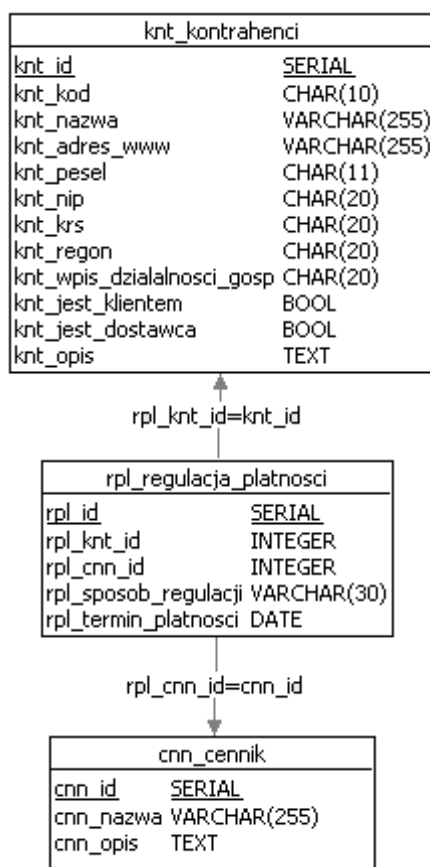 knt_kontrahenci
knt_id SERIAL
knt_kod CHAR(10)
knt_nazwa VARCHAR(255)
knt_adres_www VARCHAR(255)
knt_pesel CHAR(11)
knt_nip CHAR(20)
knt_krs CHAR(20)
knt_regon CHAR(20)
knt_wpis_dzialalnosci_gosp CHAR(20)
knt_jest_klientem BOOL
knt_jest_dostawca BOOL
knt_opis TEXT
rpl_knt_id=knt_id
rpl_regulacja_platnosci
rpl_id SERIAL
rpl_knt_id INTEGER
rpl_cnn_id INTEGER
rpl_sposob_regulacji VARCHAR(30)
rpl_termin_platnosci DATE
rpl_cnn_id=cnn_id
cnn_cennik
cnn_id SERIAL
cnn_nazwa VARCHAR(255)
cnn_opis TEXT